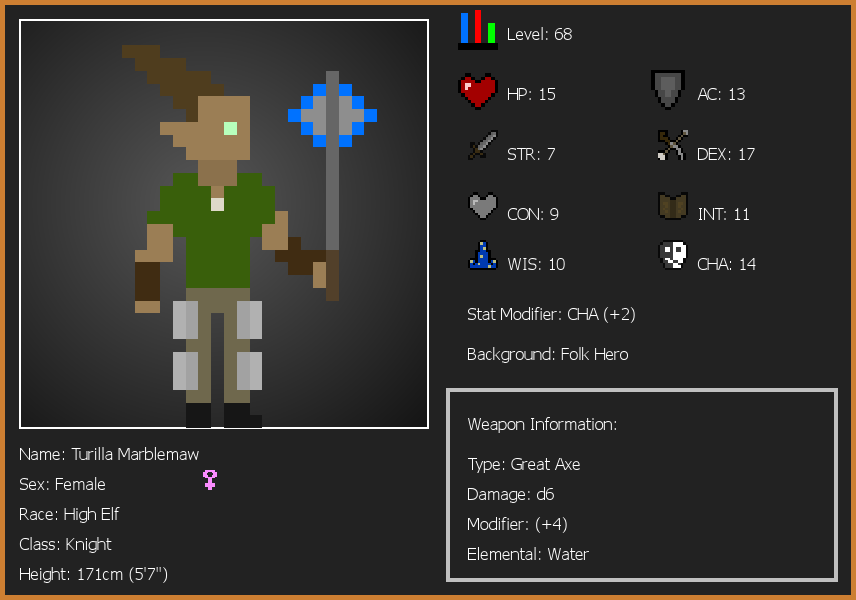 Level: 68
HP: 15
AC: 13
STR: 7
DEX: 17
CON: 9
INT: 11
WIS: 10
CHA: 14
Stat Modifier: CHA (+2)
Background: Folk Hero
Weapon Information:
Type: Great Axe
Damage: d6
Modifier: (+4)
Elemental: Water
Name: Turilla Marblemaw
Sex: Female
Race: High Elf
Class: Knight
Height: 171cm (5'7")